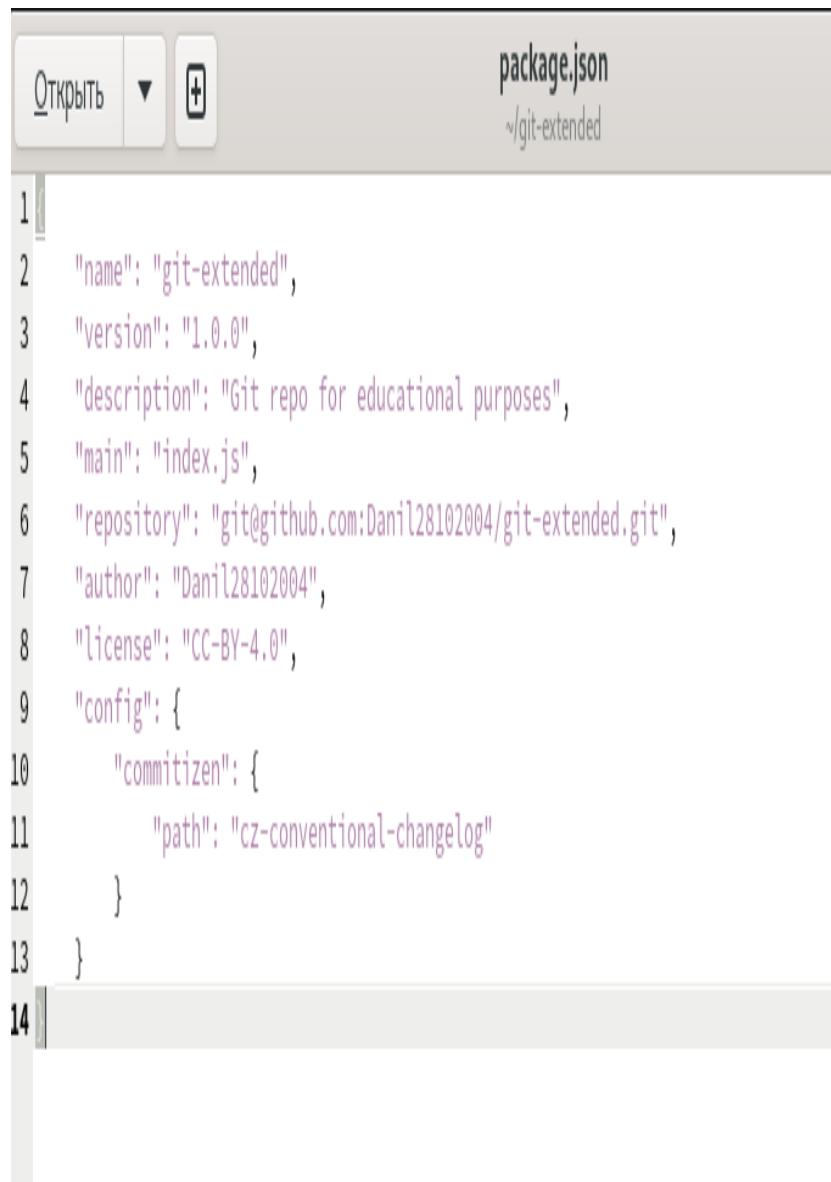 Открыть
package.json
~/git-extended
1 {
2 "name": "git-extended",
3 "version": "1.0.0",
4 "description": "Git repo for educational purposes",
5 "main": "index.js",
6 "repository": "git@github.com:Danil28102004/git-extended.git",
7 "author": "Danil28102004",
8 "license": "CC-BY-4.0",
9 "config": {
10 "commitizen": {
11 "path": "cz-conventional-changelog"
12 }
13 }
14 }